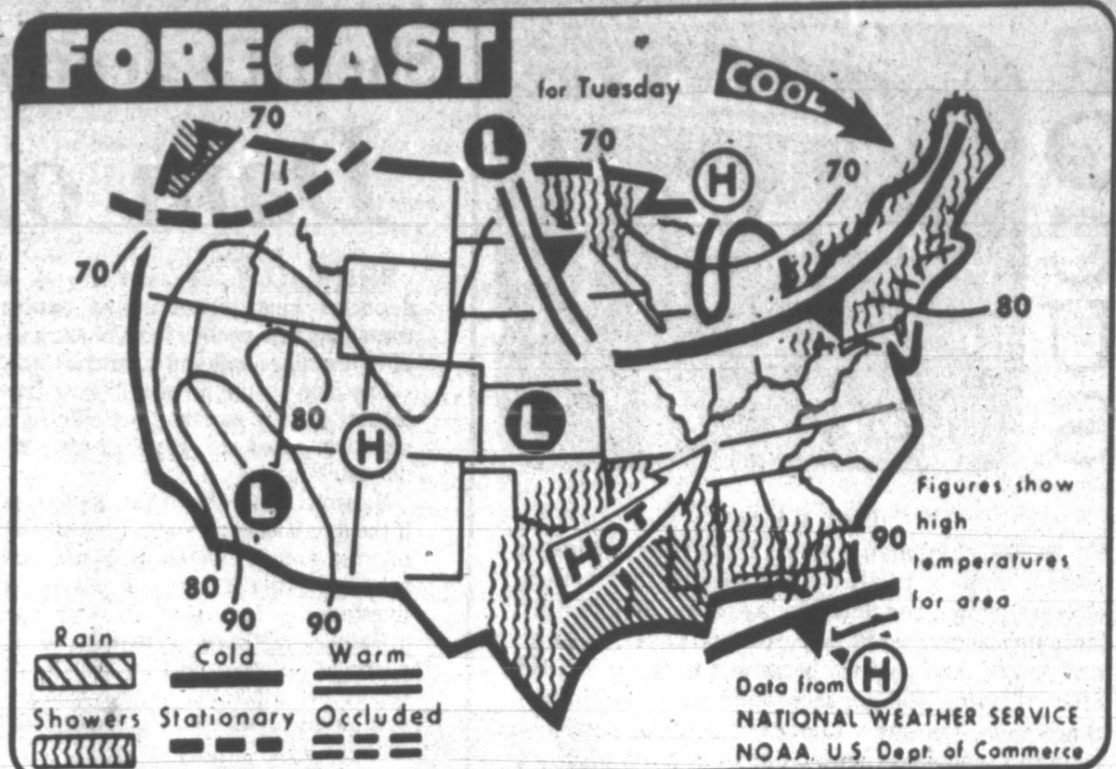 FORECAST
for Tuesday
COOL
70
L
70
H
70
70
80
80
H
L
L
HOT
Figures show
high
temperatures
for area
90
80
90
90
Rain
Cold
Warm
Showers
Stationary
Occluded
Data from
H
NATIONAL WEATHER SERVICE
NOAA, U.S. Dept. of Commerce